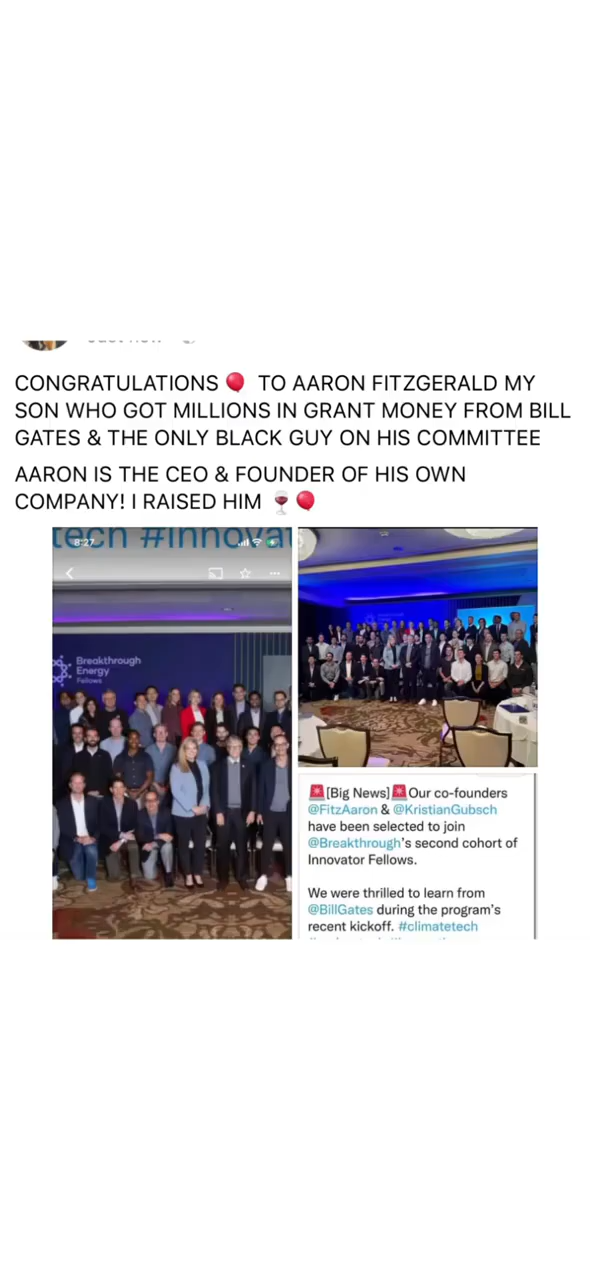 CONGRATULATIONS🎈 TO AARON FITZGERALD MY
SON WHO GOT MILLIONS IN GRANT MONEY FROM BILL
GATES & THE ONLY BLACK GUY ON HIS COMMITTEE
AARON IS THE CEO & FOUNDER OF HIS OWN
COMPANY! I RAISED HIM 🍷🎈
tech #Innovat
8:27
Breakthrough
Energy
Fellows
🚨[Big News]🚨Our co-founders
@FitzAaron & @KristianGubsch
have been selected to join
@Breakthrough's second cohort of
Innovator Fellows.
We were thrilled to learn from
@BillGates during the program's
recent kickoff. #climatetech